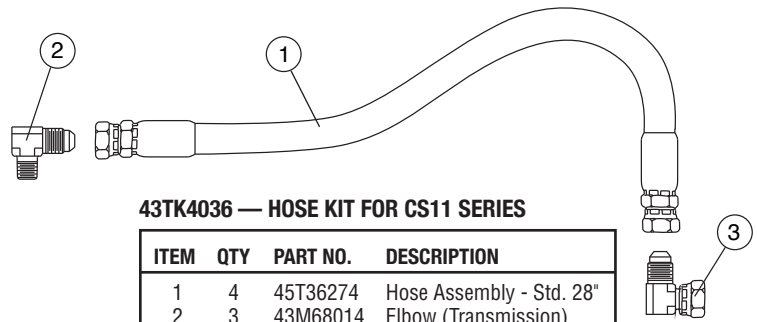 2
1
43TK4036 — HOSE KIT FOR CS11 SERIES
3
ITEM QTY PART NO. DESCRIPTION
1 4 45T36274 Hose Assembly - Std. 28"
2 3 43M68014 Elbow (Transmission)